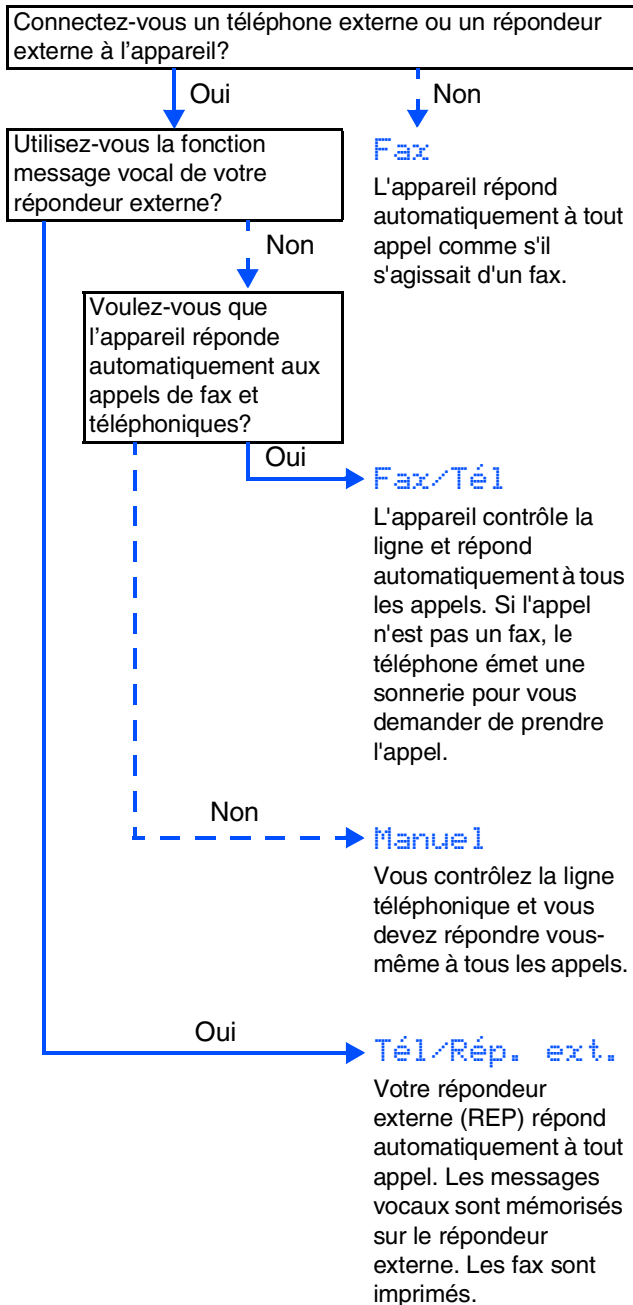 Connectez-vous un téléphone externe ou un répondeur
externe à l'appareil?
Oui
Non
Utilisez-vous la fonction
message vocal de votre
répondeur externe?
Fax
L'appareil répond
automatiquement à tout
appel comme s'il
s'agissait d'un fax.
Non
Voulez-vous que
l'appareil réponde
automatiquement aux
appels de fax et
téléphoniques?
Oui
Fax/Tél
L'appareil contrôle la
ligne et répond
automatiquement à tous
les appels. Si l'appel
n'est pas un fax, le
téléphone émet une
sonnerie pour vous
demander de prendre
l'appel.
Non
Manuel
Vous contrôlez la ligne
téléphonique et vous
devez répondre vous-
même à tous les appels.
Oui
Tél/Rép. ext.
Votre répondeur
externe (REP) répond
automatiquement à tout
appel. Les messages
vocaux sont mémorisés
sur le répondeur
externe. Les fax sont
imprimés.